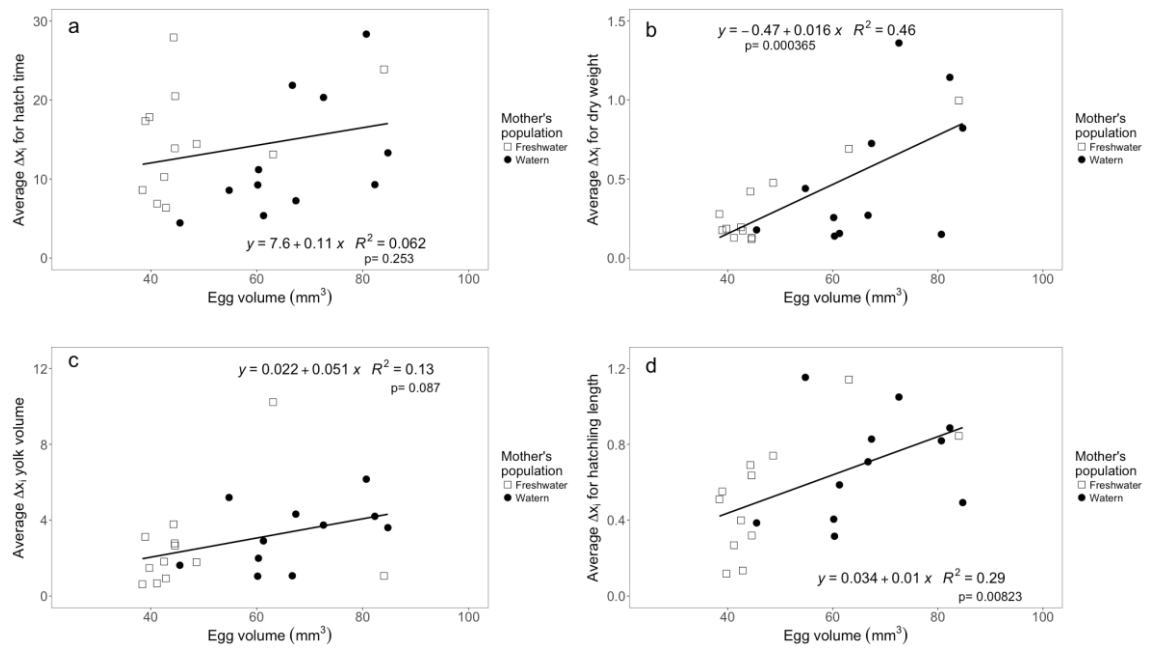 a
30
20
10
0
Average Δxᵢ for hatch time
y = 7.6 + 0.11 x R² = 0.062
p= 0.253
40 60 80 100
Egg volume (mm³)
Mother's
population
Freshwater
Watern
b
1.5
1.0
0.5
0.0
Average Δxᵢ for dry weight
y = − 0.47 + 0.016 x R² = 0.46
p= 0.000365
40 60 80 100
Egg volume (mm³)
Mother's
population
Freshwater
Watern
c
12
8
4
0
Average Δxᵢ yolk volume
y = 0.022 + 0.051 x R² = 0.13
p= 0.087
40 60 80 100
Egg volume (mm³)
Mother's
population
Freshwater
Watern
d
1.2
0.8
0.4
0.0
Average Δxᵢ for hatchling length
y = 0.034 + 0.01 x R² = 0.29
p= 0.00823
40 60 80 100
Egg volume (mm³)
Mother's
population
Freshwater
Watern